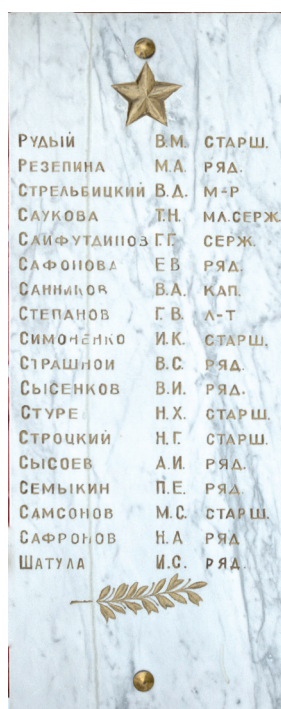 РУДЫЙ В.М. СТАРШ.
РЕЗЕПИНА М.А. РЯД.
СТРЕЛЬБИЦКИЙ В.Д. М-Р
САУКОВА Т.Н. МЛ.СЕРЖ.
САИФУТДИНОВ Г.Г. СЕРЖ.
САФОНОВА Е В РЯД.
САННИКОВ В.А. КАП.
СТЕПАНОВ Г.В. Л-Т
СИМОНЕНКО И.К. СТАРШ.
СТРАШНОИ В.С. РЯД.
СЫСЕНКОВ В.И. РЯД.
СТУРЕ Н.Х. СТАРШ.
СТРОЦКИЙ Н.Г. СТАРШ.
СЫСОЕВ А.И. РЯД.
СЕМЫКИН П.Е. РЯД.
САМСОНОВ М.С. СТАРШ.
САФРОНОВ Н.А РЯД
ШАТУЛА И.С. РЯД.